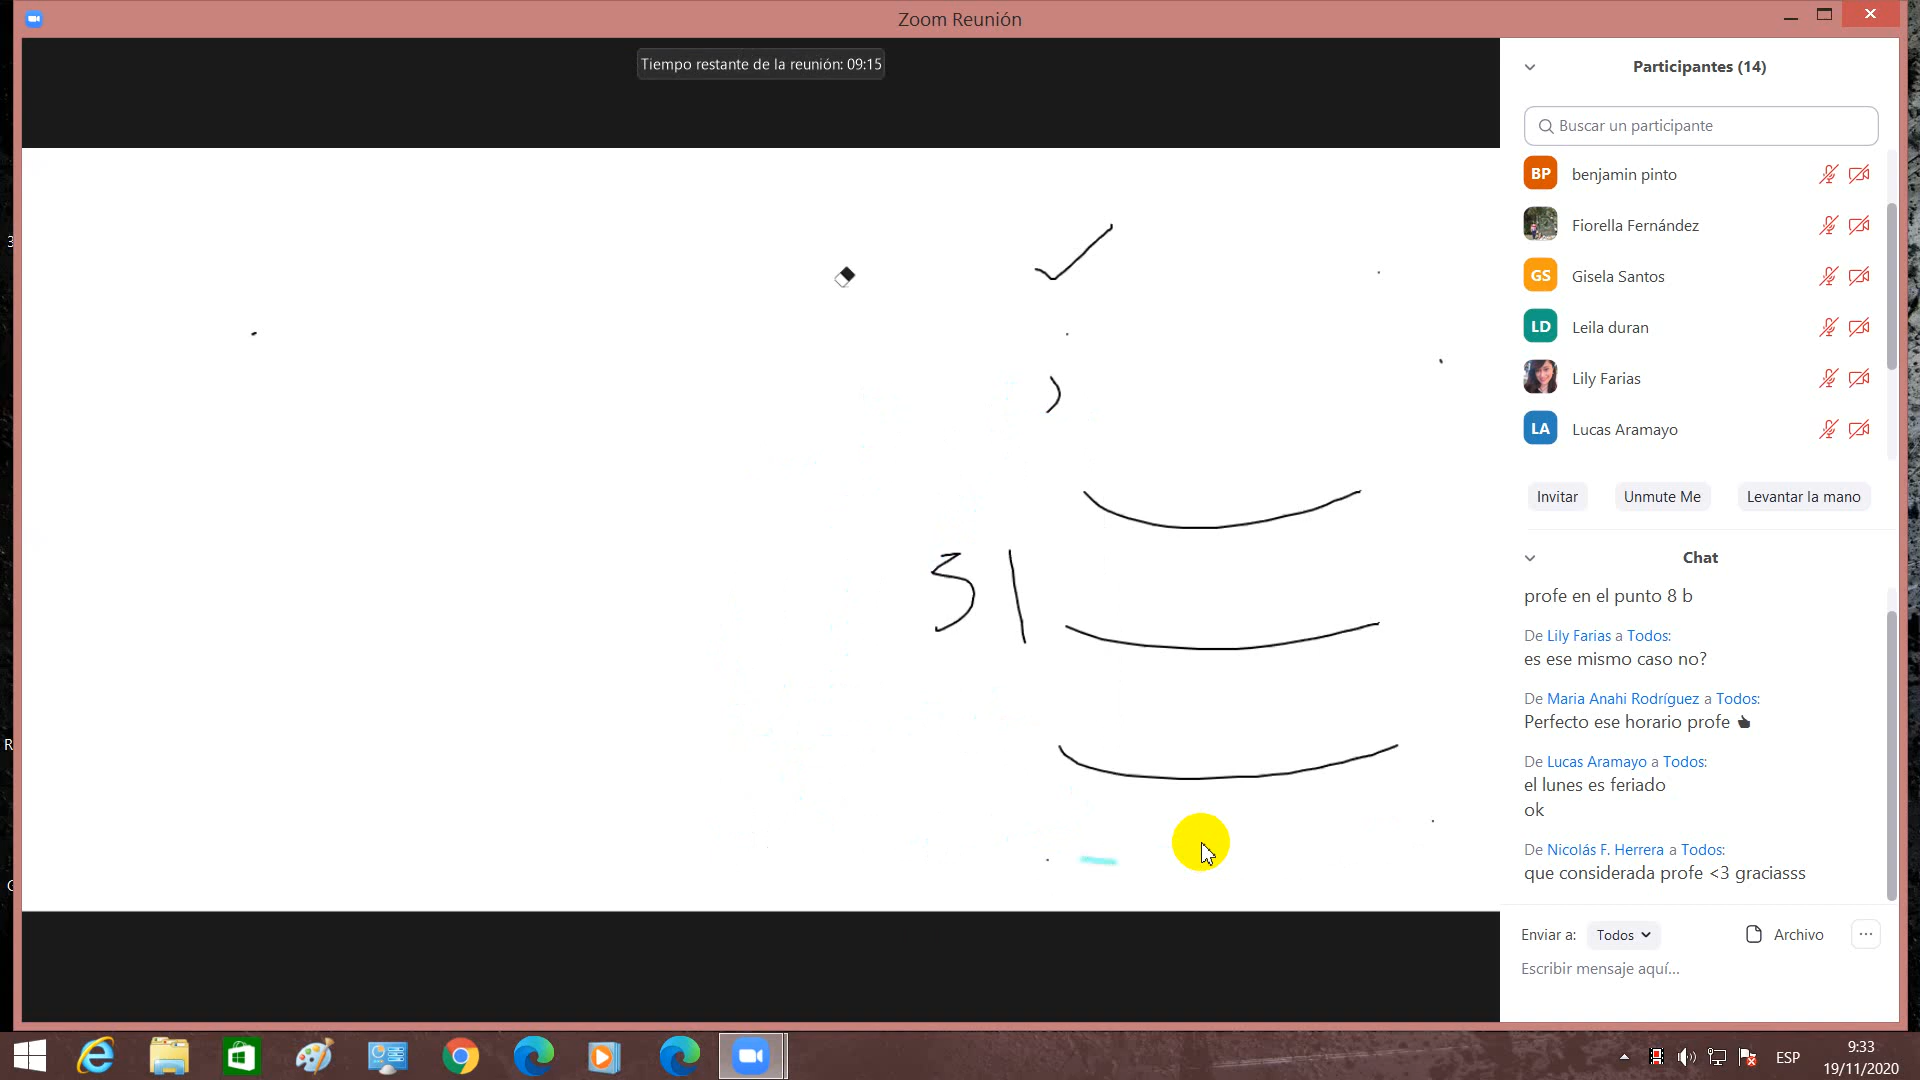 Zoom Reunión
Tiempo restante de la reunión: 09:15
31
Participantes (14)
Buscar un participante
BP benjamin pinto
Fiorella Fernández
GS Gisela Santos
LD Leila duran
Lily Farias
LA Lucas Aramayo
Invitar Unmute Me Levantar la mano
Chat
profe en el punto 8 b
De Lily Farias a Todos:
es ese mismo caso no?
De Maria Anahi Rodríguez a Todos:
Perfecto ese horario profe
De Lucas Aramayo a Todos:
el lunes es feriado
ok
De Nicolás F. Herrera a Todos:
que considerada profe <3 graciasss
Enviar a: Todos Archivo ...
Escribir mensaje aquí...
ESP
9:33
19/11/2020